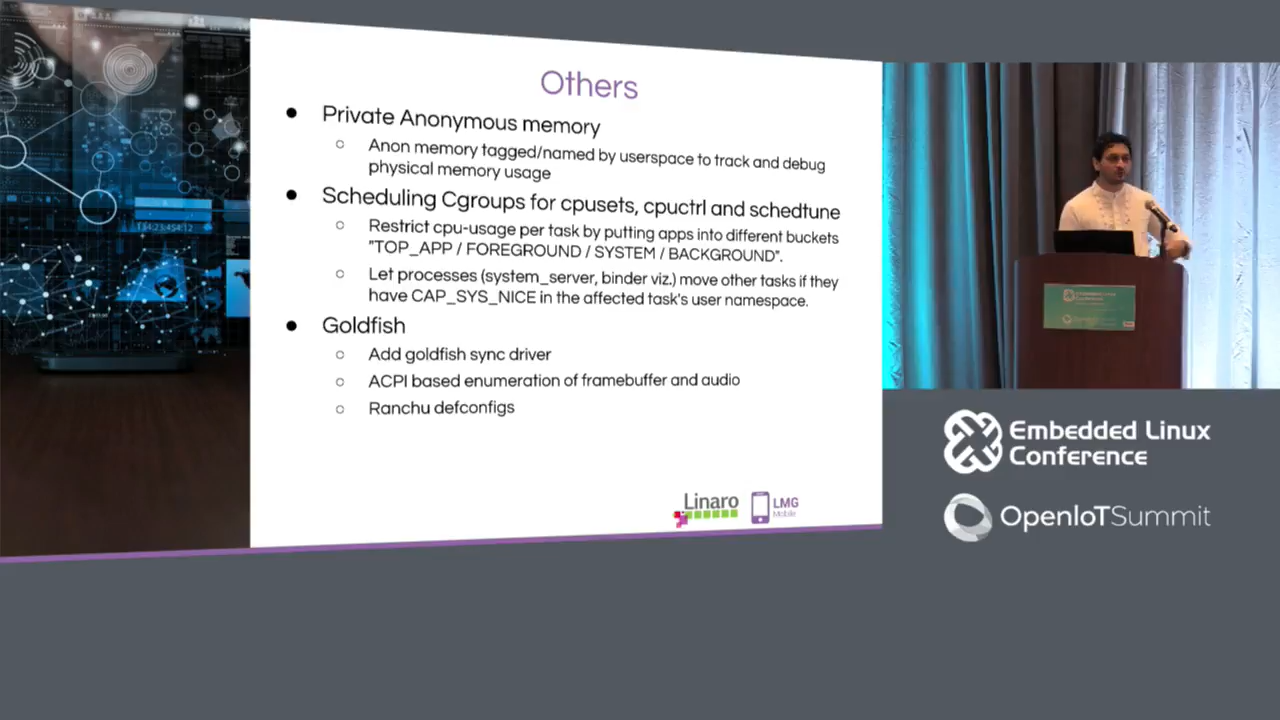 Others
● Private Anonymous memory
○ Anon memory tagged/named by userspace to track and debug
physical memory usage
● Scheduling Cgroups for cpusets, cpuctrl and schedtune
○ Restrict cpu-usage per task by putting apps into different buckets
"TOP_APP / FOREGROUND / SYSTEM / BACKGROUND".
○ Let processes (system_server, binder viz.) move other tasks if they
have CAP_SYS_NICE in the affected task's user namespace.
● Goldfish
○ Add goldfish sync driver
○ ACPI based enumeration of framebuffer and audio
○ Ranchu defconfigs
Linaro
LMG
Mobile
Embedded Linux
Conference
OpenIoTSummit